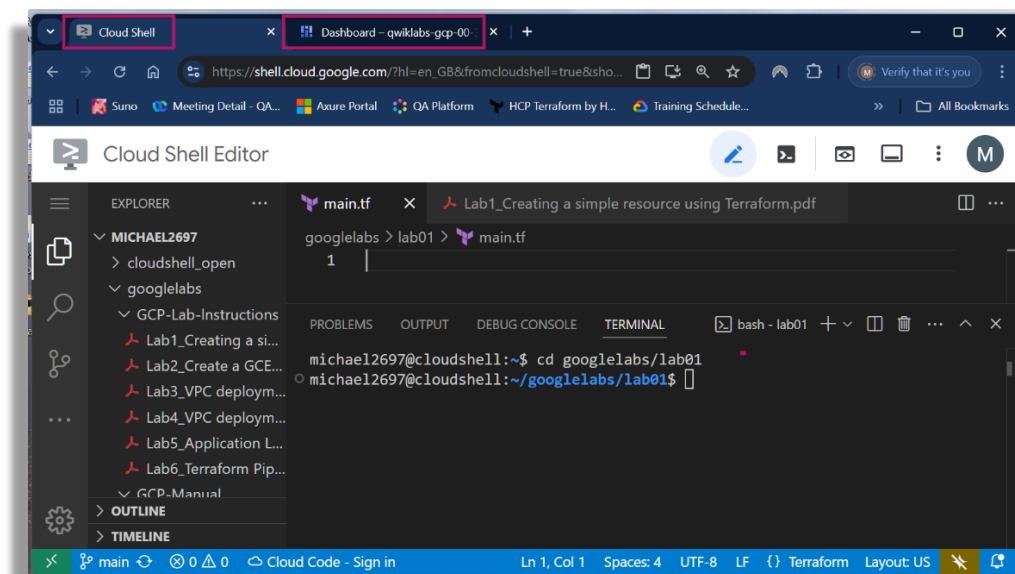 Cloud Shell
Dashboard – qwiklabs-gcp-00-
https://shell.cloud.google.com/?hl=en_GB&fromcloudshell=true&sho...
Verify that it's you
Suno
Meeting Detail - QA...
Axure Portal
QA Platform
HCP Terraform by H...
Training Schedule...
»
All Bookmarks
Cloud Shell Editor
M
EXPLORER
main.tf
Lab1_Creating a simple resource using Terraform.pdf
MICHAEL2697
googlelabs > lab01 > main.tf
cloudshell_open
1
googlelabs
GCP-Lab-Instructions
Lab1_Creating a si...
Lab2_Create a GCE...
Lab3_VPC deploym...
Lab4_VPC deploym...
Lab5_Application L...
Lab6_Terraform Pip...
GCP-Manual
OUTLINE
TIMELINE
PROBLEMS OUTPUT DEBUG CONSOLE TERMINAL bash - lab01
michael2697@cloudshell:~$ cd googlelabs/lab01
michael2697@cloudshell:~/googlelabs/lab01$
main 0 0 Cloud Code - Sign in Ln 1, Col 1 Spaces: 4 UTF-8 LF {} Terraform Layout: US